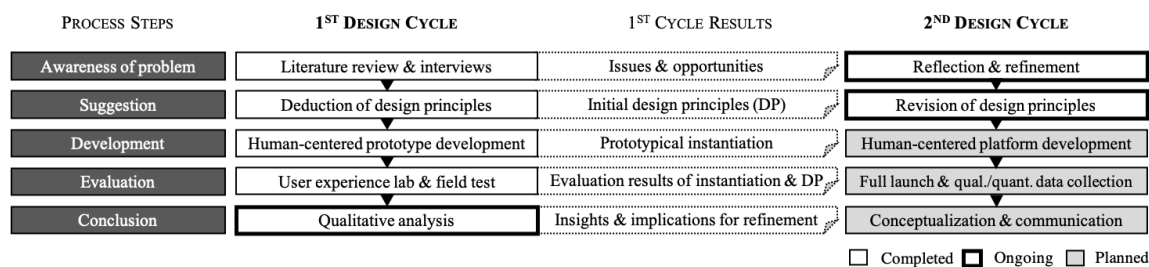 PROCESS STEPS 1ST DESIGN CYCLE 1ST CYCLE RESULTS 2ND DESIGN CYCLE
Awareness of problem Literature review & interviews Issues & opportunities Reflection & refinement
Suggestion Deduction of design principles Initial design principles (DP) Revision of design principles
Development Human-centered prototype development Prototypical instantiation Human-centered platform development
Evaluation User experience lab & field test Evaluation results of instantiation & DP Full launch & qual./quant. data collection
Conclusion Qualitative analysis Insights & implications for refinement Conceptualization & communication
Completed Ongoing Planned